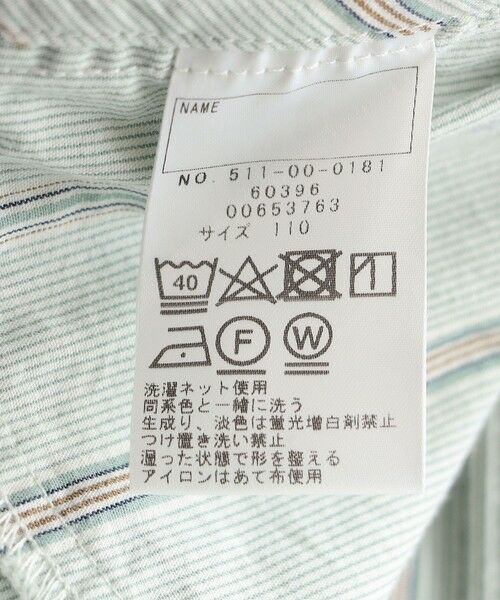 NAME
NO. 511-00-0181
60396
00653763
サイズ 110
40
F W
洗濯ネット使用
同系色と一緒に洗う
生成り、淡色は蛍光増白剤禁止
つけ置き洗い禁止
湿った状態で形を整える
アイロンはあて布使用